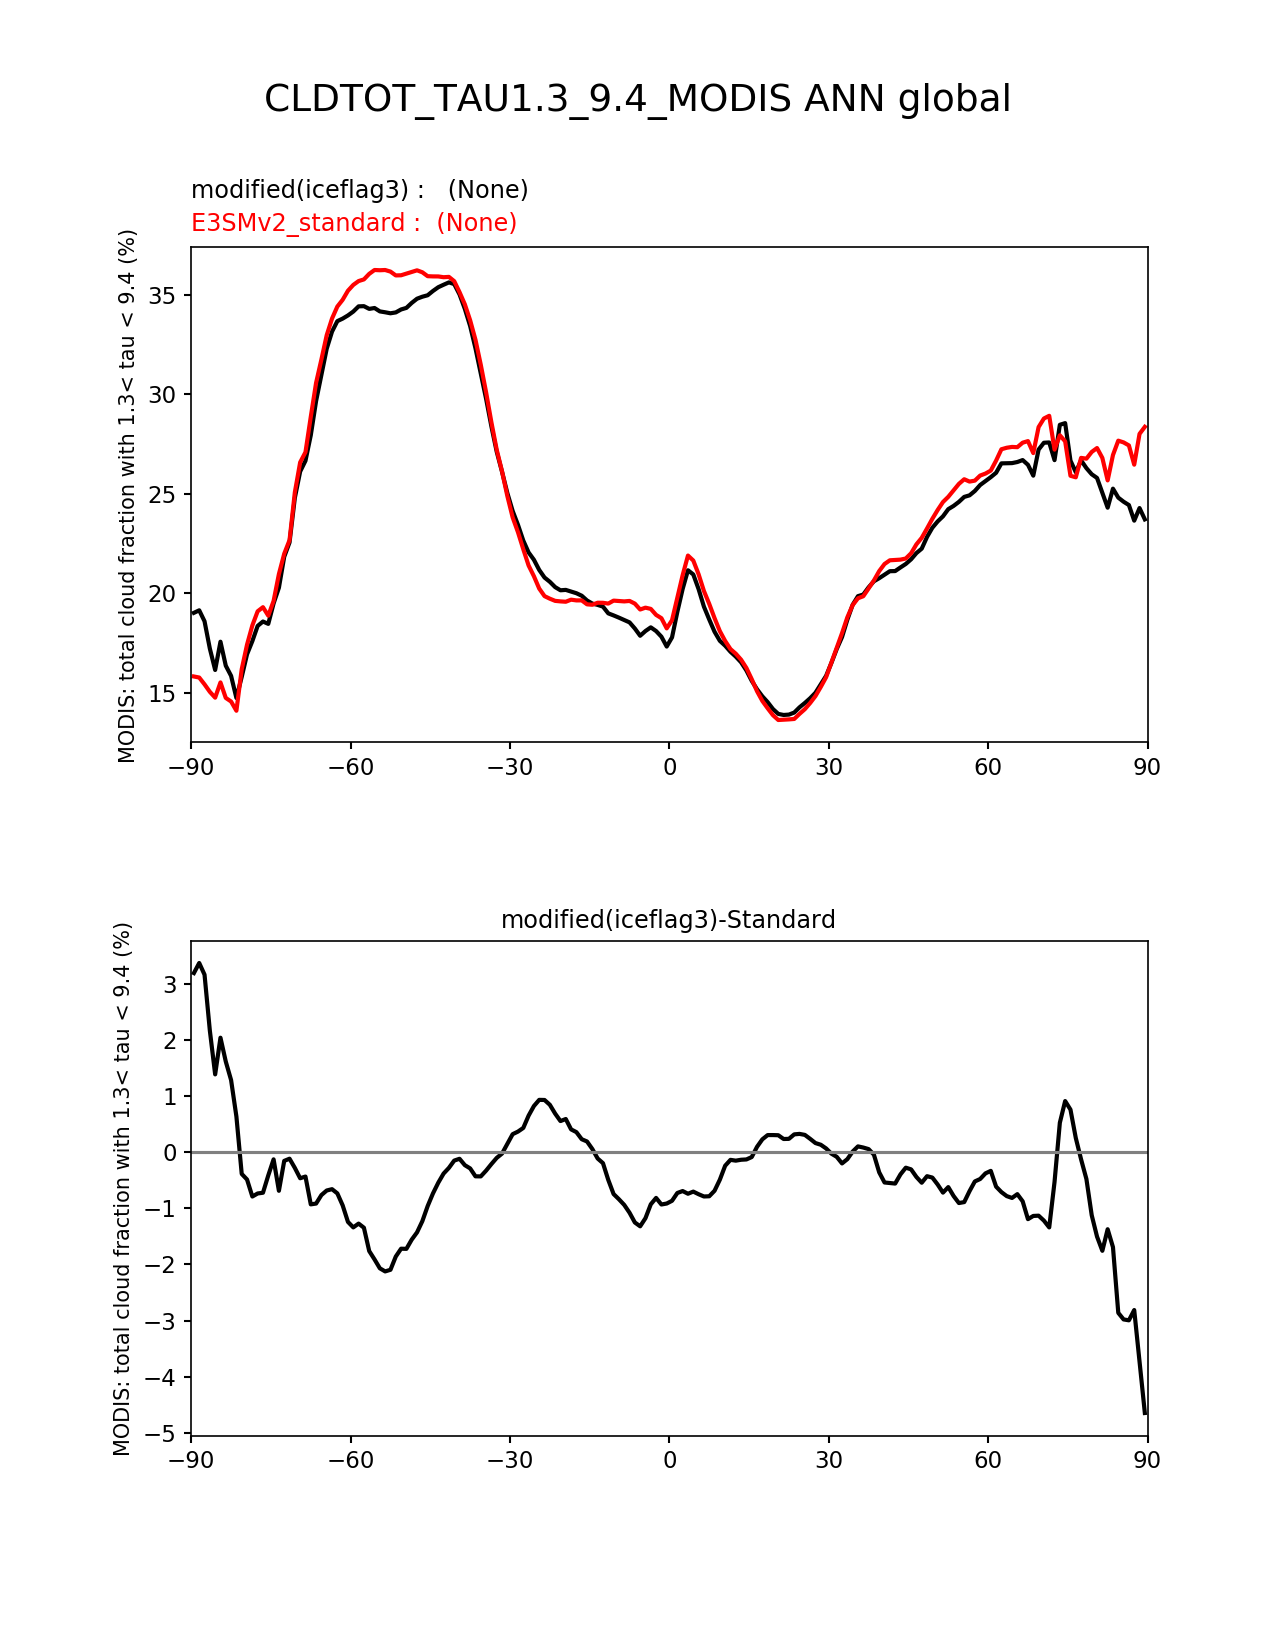 CLDTOT_TAU1.3_9.4_MODIS ANN global
modified(iceflag3) :   (None)
E3SMv2_standard :  (None)
MODIS: total cloud fraction with 1.3< tau < 9.4 (%)
35
30
25
20
15
−90 −60 −30 0 30 60 90
modified(iceflag3)-Standard
MODIS: total cloud fraction with 1.3< tau < 9.4 (%)
3
2
1
0
−1
−2
−3
−4
−5
−90 −60 −30 0 30 60 90